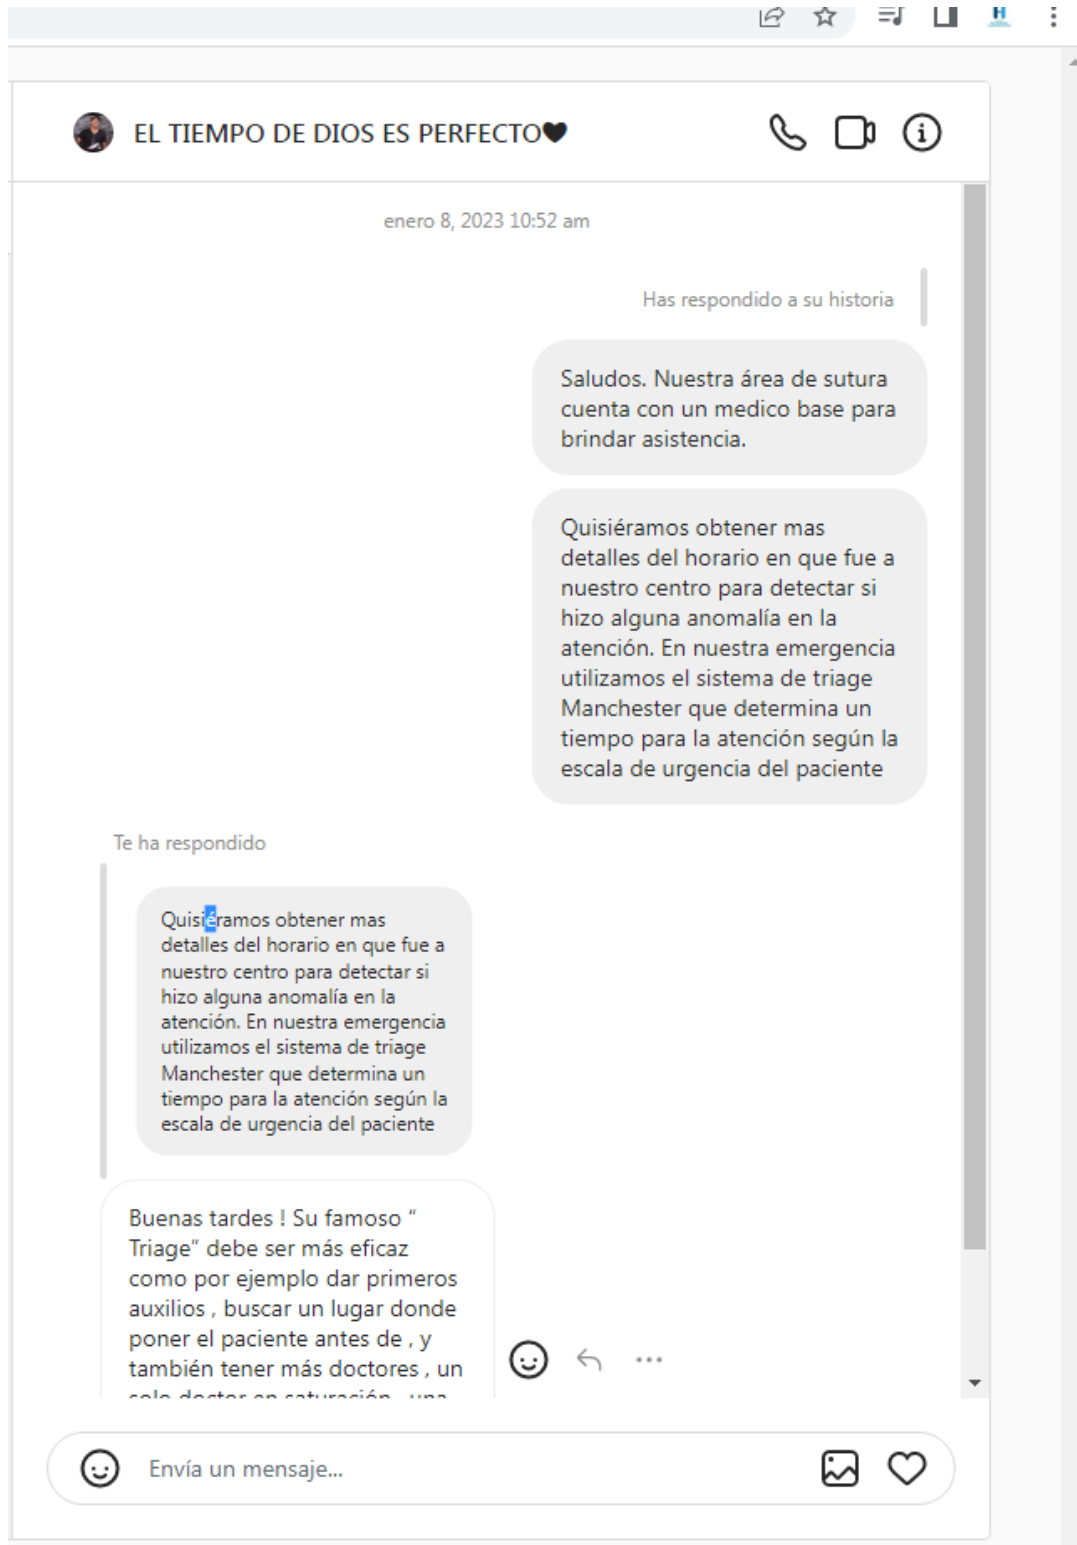 H
EL TIEMPO DE DIOS ES PERFECTO🖤
enero 8, 2023 10:52 am
Has respondido a su historia
Saludos. Nuestra área de sutura
cuenta con un medico base para
brindar asistencia.
Quisiéramos obtener mas
detalles del horario en que fue a
nuestro centro para detectar si
hizo alguna anomalía en la
atención. En nuestra emergencia
utilizamos el sistema de triage
Manchester que determina un
tiempo para la atención según la
escala de urgencia del paciente
Te ha respondido
Quisiéramos obtener mas
detalles del horario en que fue a
nuestro centro para detectar si
hizo alguna anomalía en la
atención. En nuestra emergencia
utilizamos el sistema de triage
Manchester que determina un
tiempo para la atención según la
escala de urgencia del paciente
Buenas tardes ! Su famoso “
Triage” debe ser más eficaz
como por ejemplo dar primeros
auxilios , buscar un lugar donde
poner el paciente antes de , y
también tener más doctores , un
solo doctor en saturación , una
Envía un mensaje...